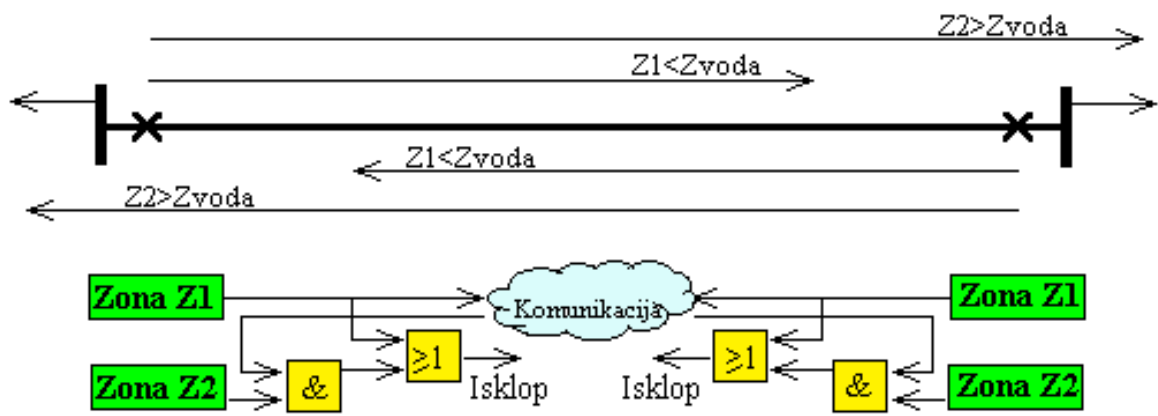 Z2>Zvoda
Z1<Zvoda
Z1<Zvoda
Z2>Zvoda
Zona Z1
Komunikacija
Zona Z1
≥1
≥1
Zona Z2
&
Isklop
Isklop
&
Zona Z2